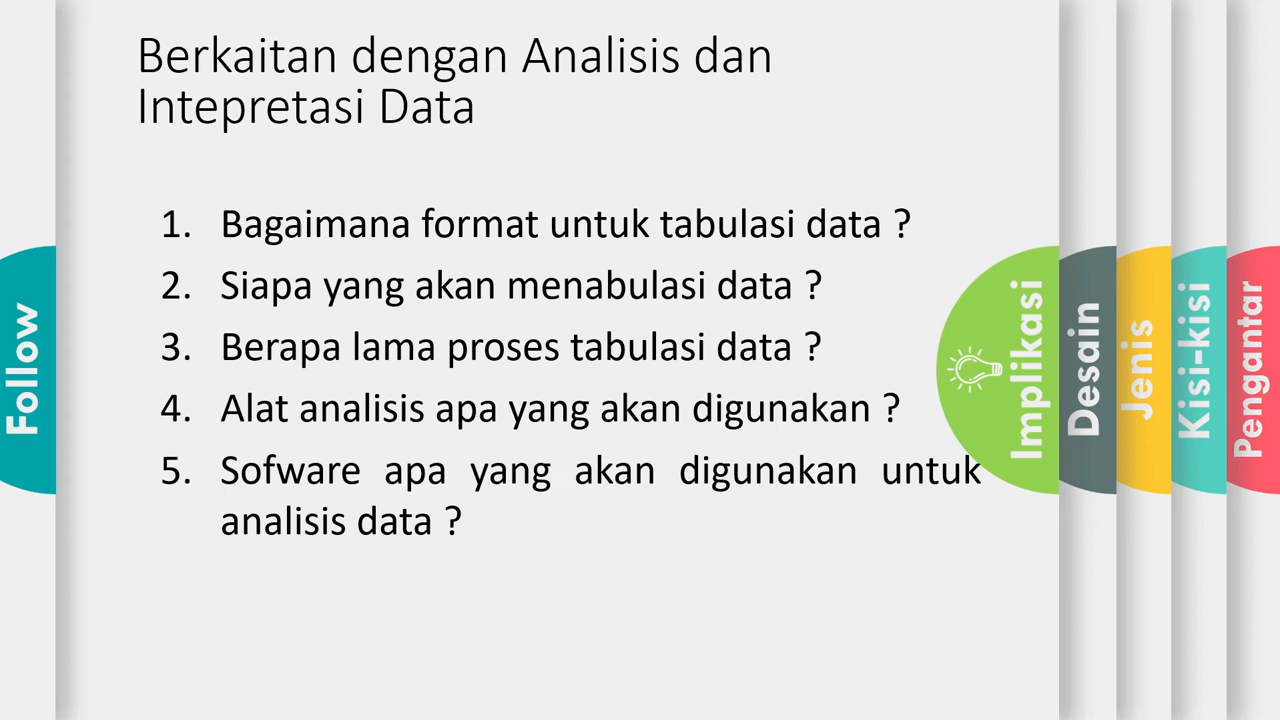 Berkaitan dengan Analisis dan
Intepretasi Data
1. Bagaimana format untuk tabulasi data ?
2. Siapa yang akan menabulasi data ?
3. Berapa lama proses tabulasi data ?
4. Alat analisis apa yang akan digunakan ?
5. Sofware apa yang akan digunakan untuk
analisis data ?
Follow
Implikasi
Desain
Jenis
Kisi-kisi
Pengantar